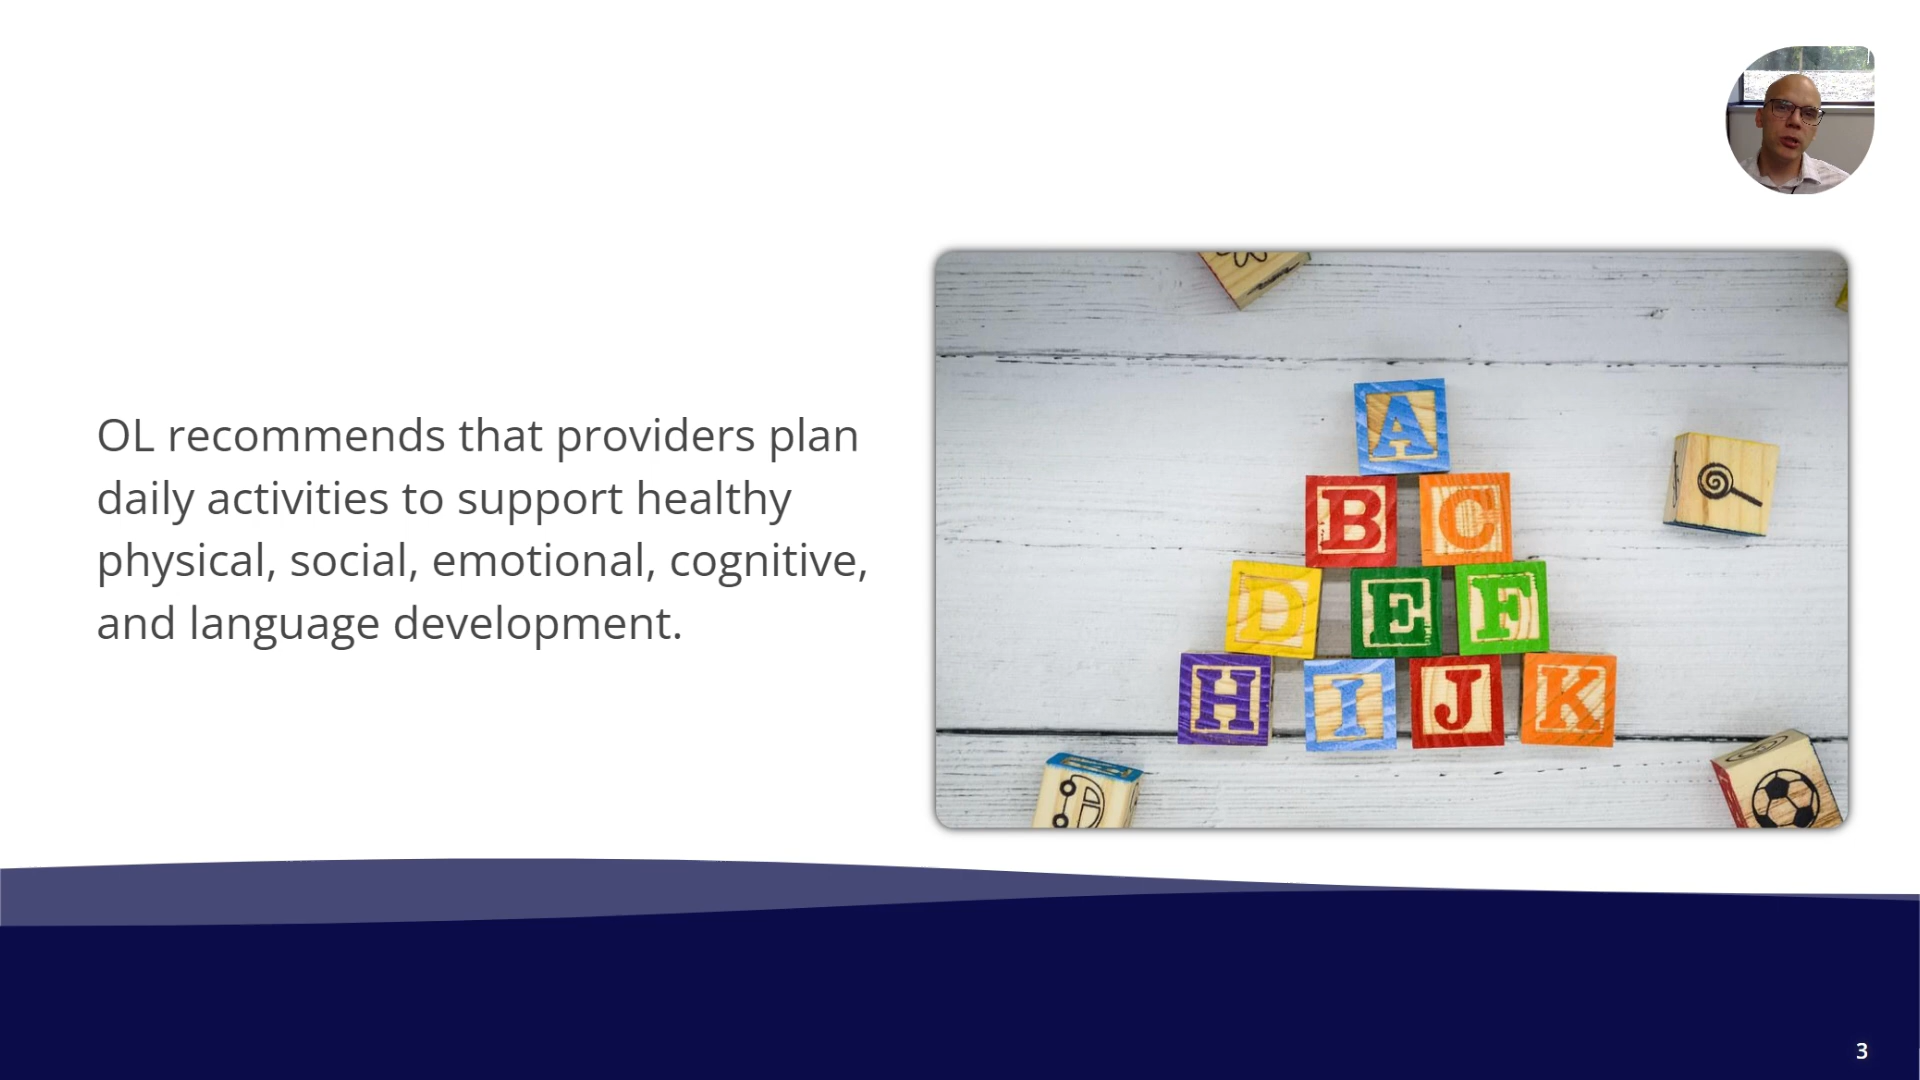 OL recommends that providers plan
daily activities to support healthy
physical, social, emotional, cognitive,
and language development.
A
B C
D E F
H I J K
3